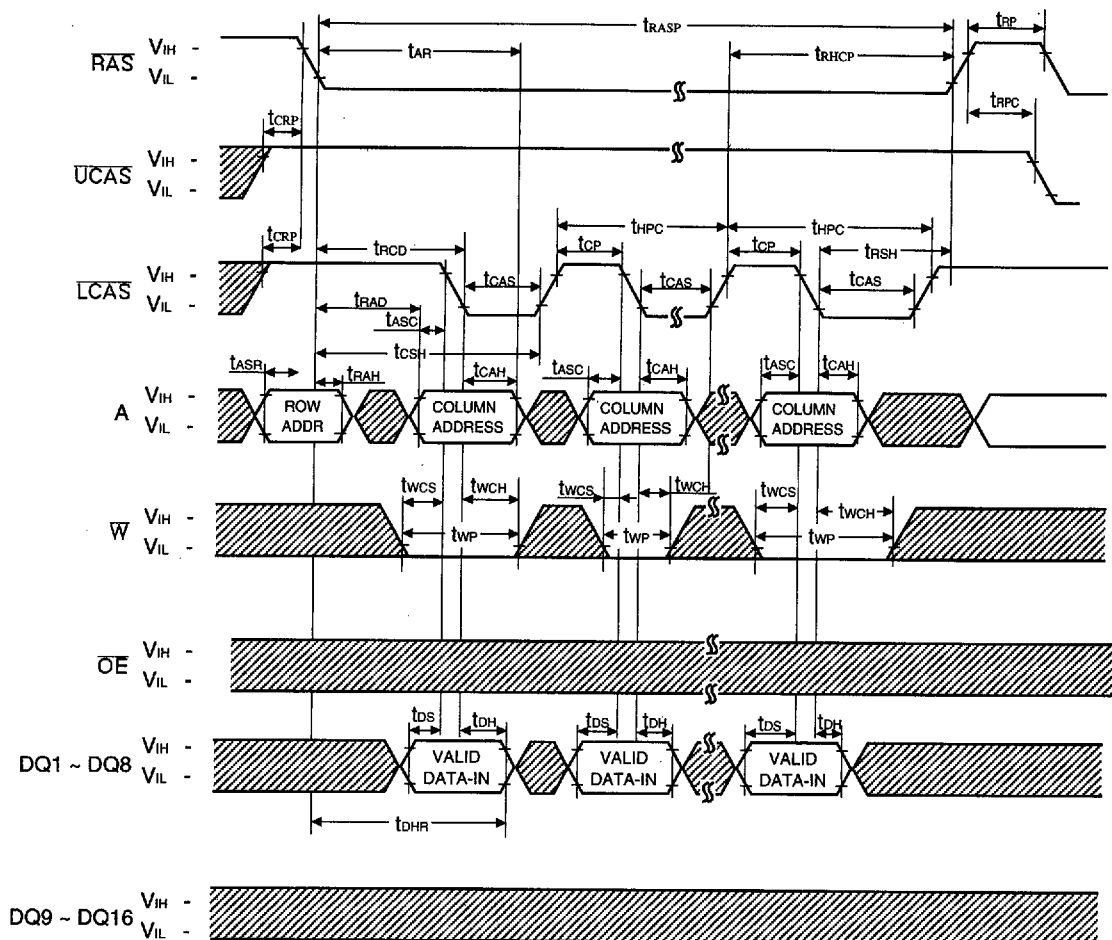 tRASP
tRP
VIH -
RAS
VIL -
tAR
tRHCP
tCRP
tRPC
VIH -
UCAS
VIL -
tCRP
tRCD
tHPC
tHPC
tCP
tCP
tRSH
VIH -
LCAS
VIL -
tCAS
tCAS
tCAS
tRAD
tASC
tCSH
tASR
tRAH
tCAH
tASC
tCAH
tASC
tCAH
VIH -
A
VIL -
ROW
ADDR
COLUMN
ADDRESS
COLUMN
ADDRESS
COLUMN
ADDRESS
tWCS
tWCH
tWCS
tWCH
tWCS
tWCH
VIH -
W
VIL -
tWP
tWP
tWP
VIH -
OE
VIL -
tDS
tDH
tDS
tDH
tDS
tDH
VIH -
DQ1 ~ DQ8
VIL -
VALID
DATA-IN
VALID
DATA-IN
VALID
DATA-IN
tDHR
VIH -
DQ9 ~ DQ16
VIL -